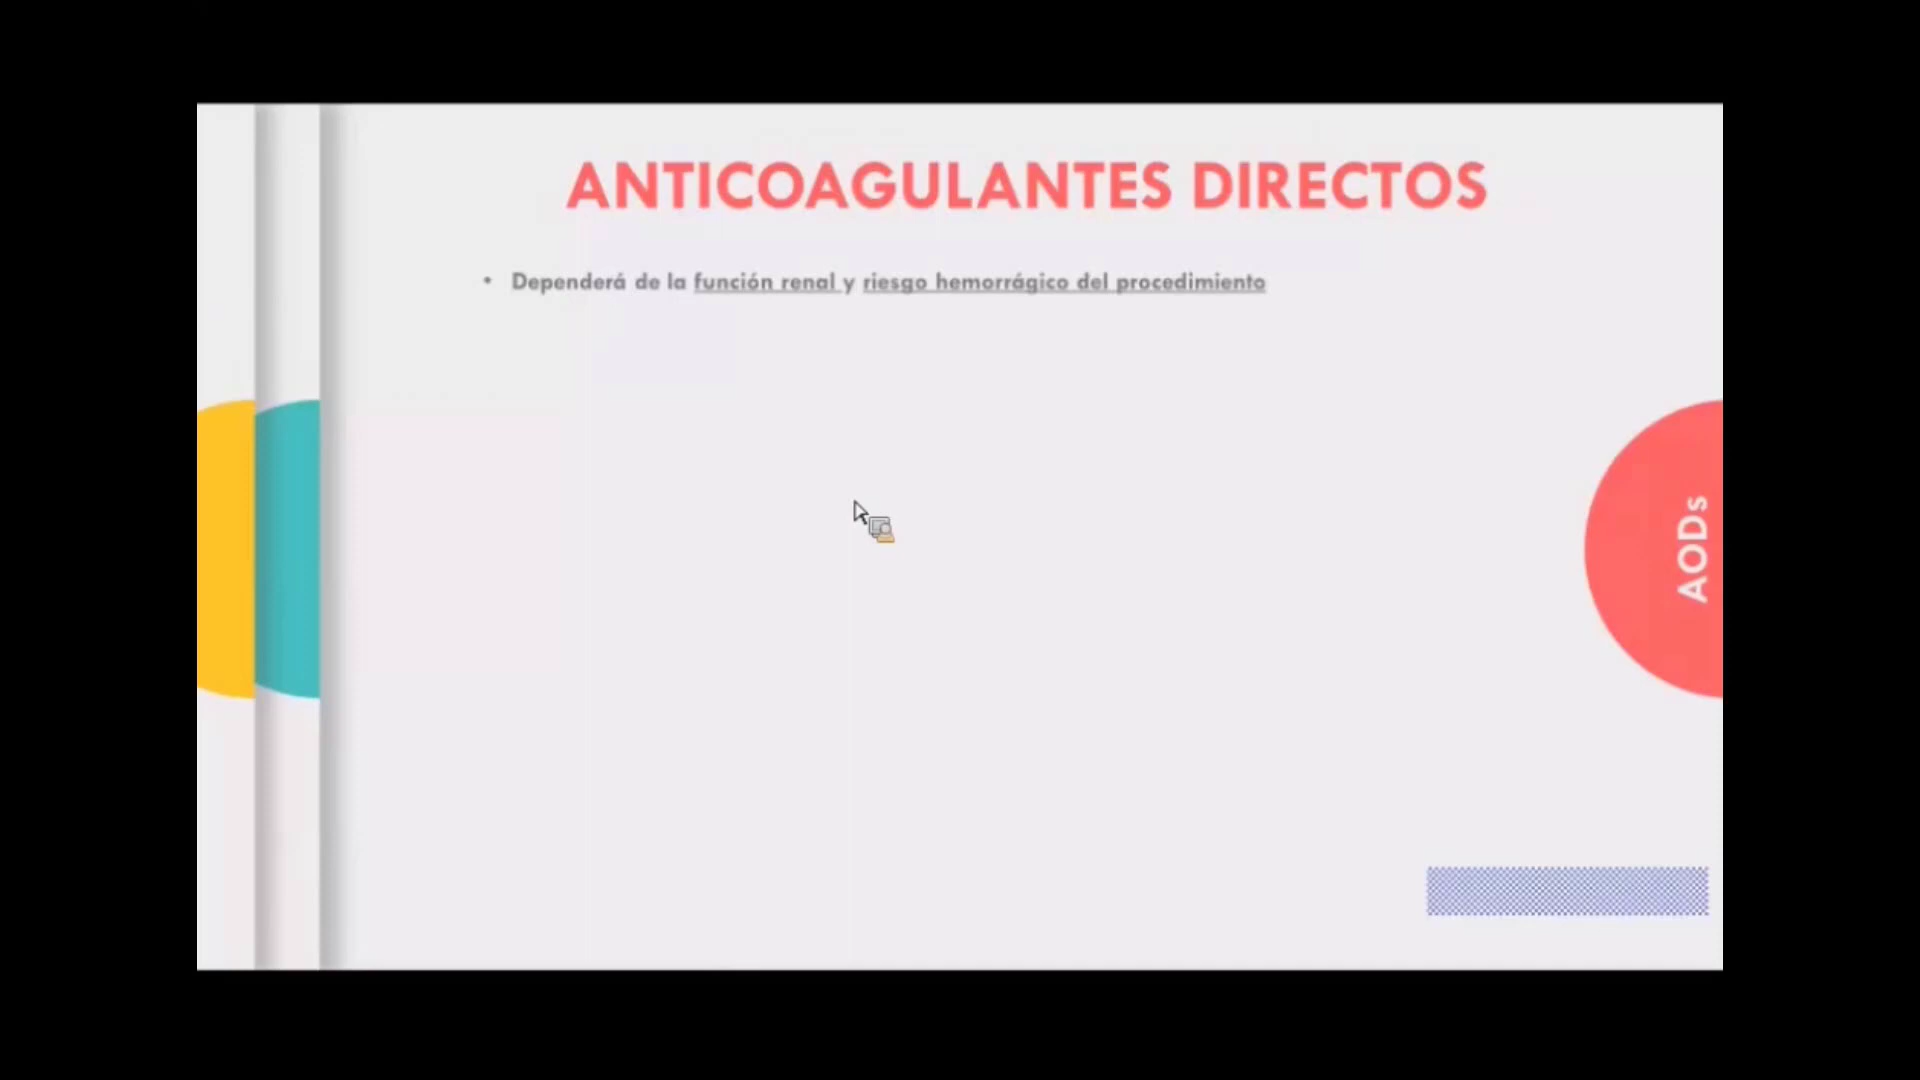 ANTICOAGULANTES DIRECTOS
• Dependerá de la función renal y riesgo hemorrágico del procedimiento
AODs